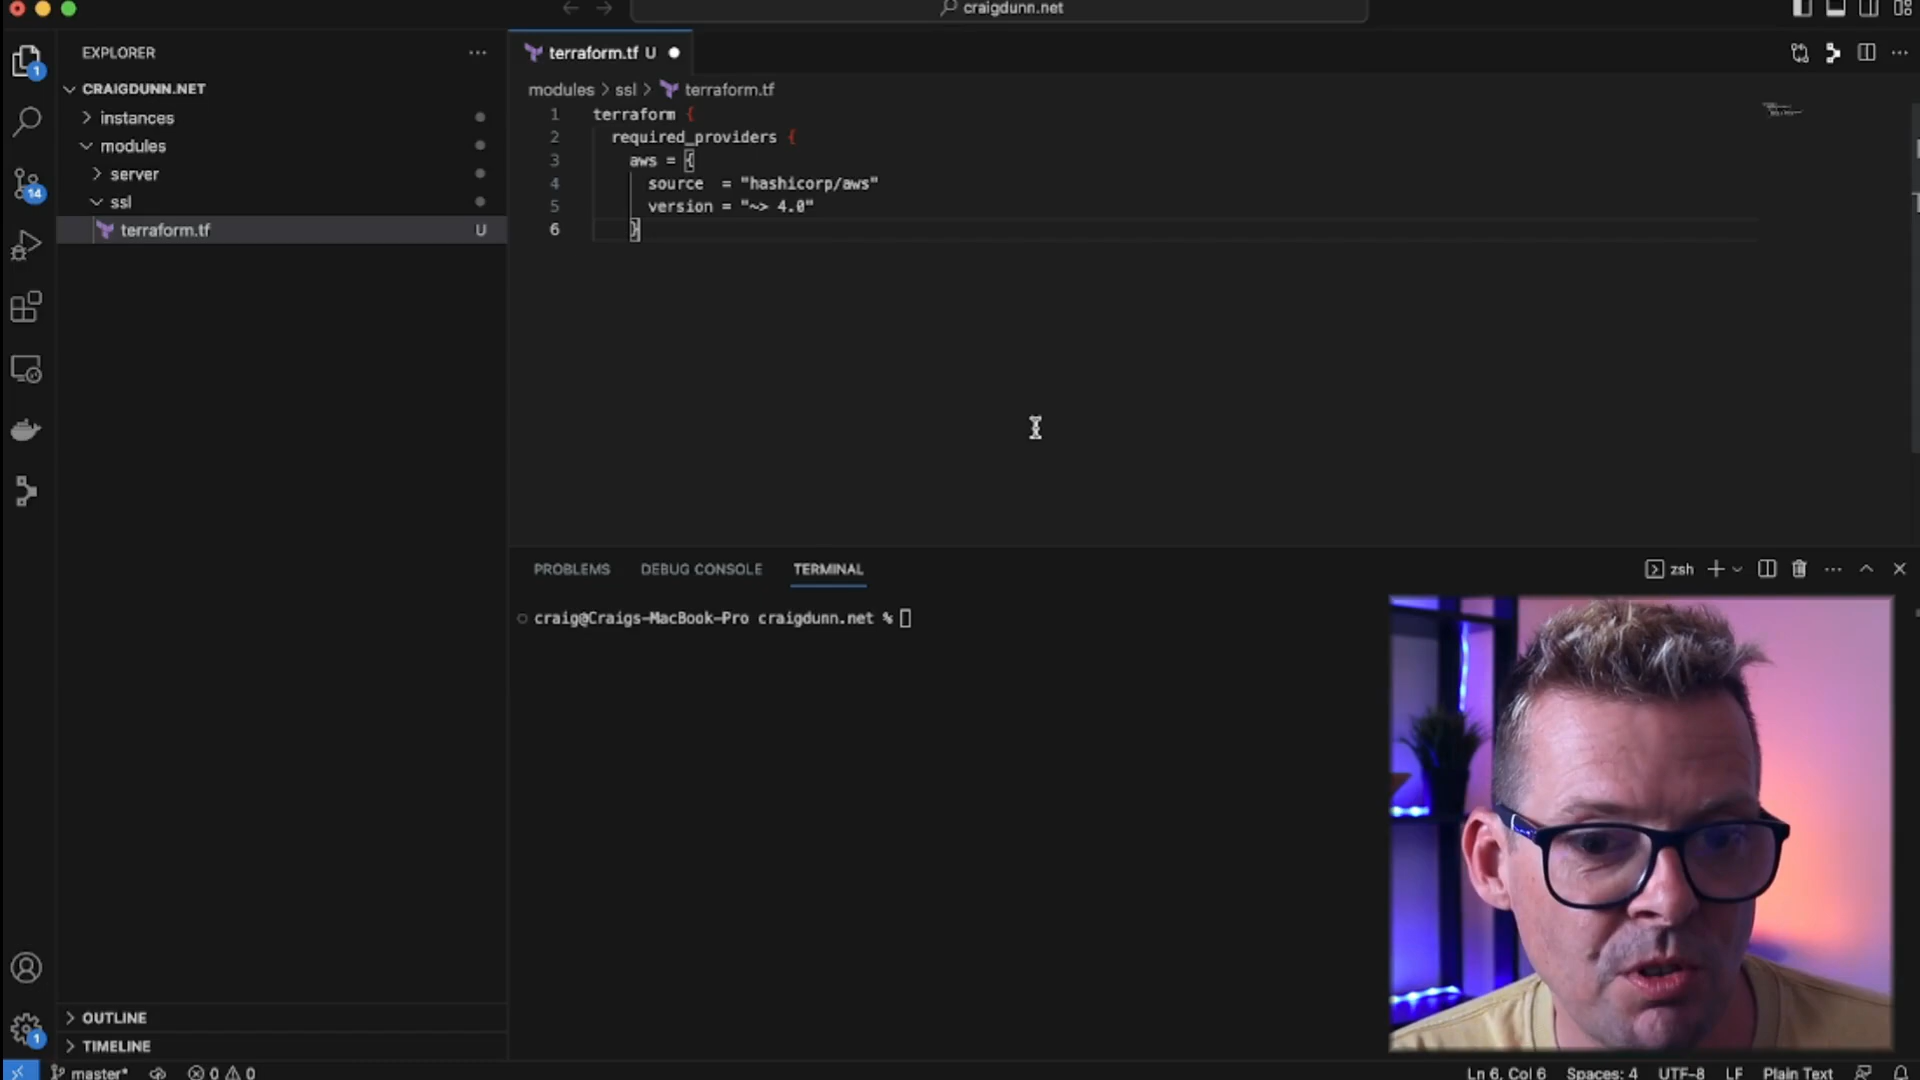 craigdunn.net
EXPLORER
terraform.tf U
1
CRAIGDUNN.NET
modules > ssl > terraform.tf
instances
modules
server
ssl
terraform.tf U
14
1 terraform {
2 required_providers {
3 aws = {
4 source = "hashicorp/aws"
5 version = "~> 4.0"
6 }
PROBLEMS DEBUG CONSOLE TERMINAL
zsh
craig@Craigs-MacBook-Pro craigdunn.net %
OUTLINE
1
TIMELINE
master* 0 0 Ln 6, Col 6 Spaces: 4 UTF-8 LF Plain Text